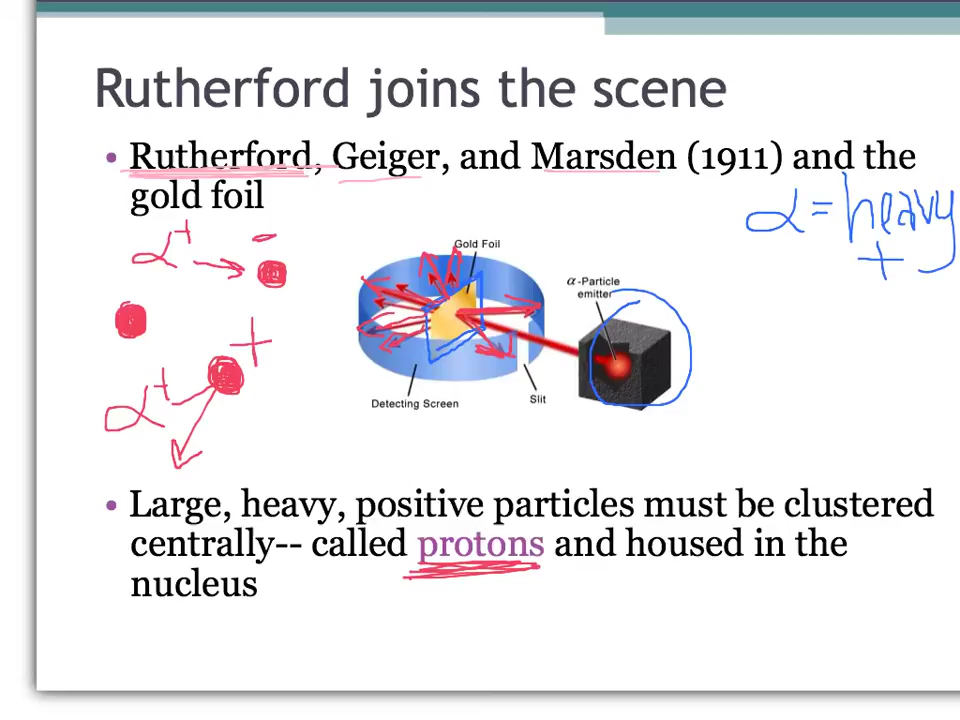 Rutherford joins the scene
• Rutherford, Geiger, and Marsden (1911) and the
gold foil
α = heavy
+
α+
-
Gold Foil
α-Particle
emitter
+
α+
Detecting Screen
Slit
• Large, heavy, positive particles must be clustered
centrally-- called protons and housed in the
nucleus